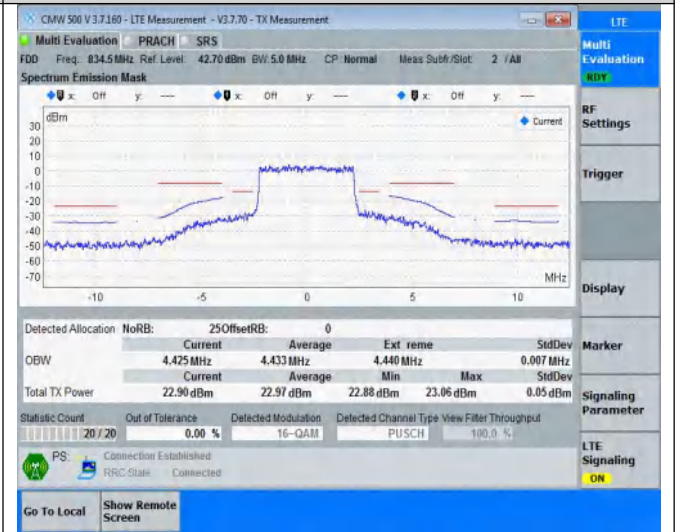 CMW 500 V 3.7.160 - LTE Measurement - V3.7.70 - TX Measurement
LTE
Multi Evaluation PRACH SRS
FDD Freq.: 834.5 MHz Ref. Level: 42.70 dBm BW: 5.0 MHz CP: Normal Meas Subfr./Slot: 2 / All
Multi Evaluation
RDY
Spectrum Emission Mask
x: Off y: --- x: Off y: --- x: Off y: ---
dBm
Current
30
20
10
0
-10
-20
-30
-40
-50
-60
-70
MHz
-10 -5 0 5 10
RF Settings
Trigger
Display
Marker
Signaling Parameter
LTE Signaling
ON
Detected Allocation NoRB: 25 OffsetRB: 0
Current Average Ext reme StdDev
OBW 4.425 MHz 4.433 MHz 4.440 MHz 0.007 MHz
Current Average Min Max StdDev
Total TX Power 22.90 dBm 22.97 dBm 22.88 dBm 23.06 dBm 0.05 dBm
Statistic Count Out of Tolerance Detected Modulation Detected Channel Type View Filter Throughput
20 / 20 0.00 % 16-QAM PUSCH 100.0 %
PS: Connection Established
RRC State Connected
Go To Local Show Remote Screen